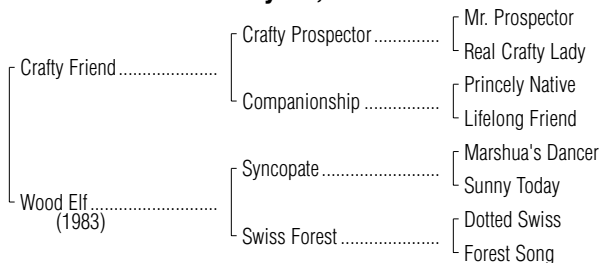 Crafty Friend
Crafty Prospector
Mr. Prospector
Real Crafty Lady
Companionship
Princely Native
Lifelong Friend
Wood Elf
(1983)
Syncopate
Marshua's Dancer
Sunny Today
Swiss Forest
Dotted Swiss
Forest Song